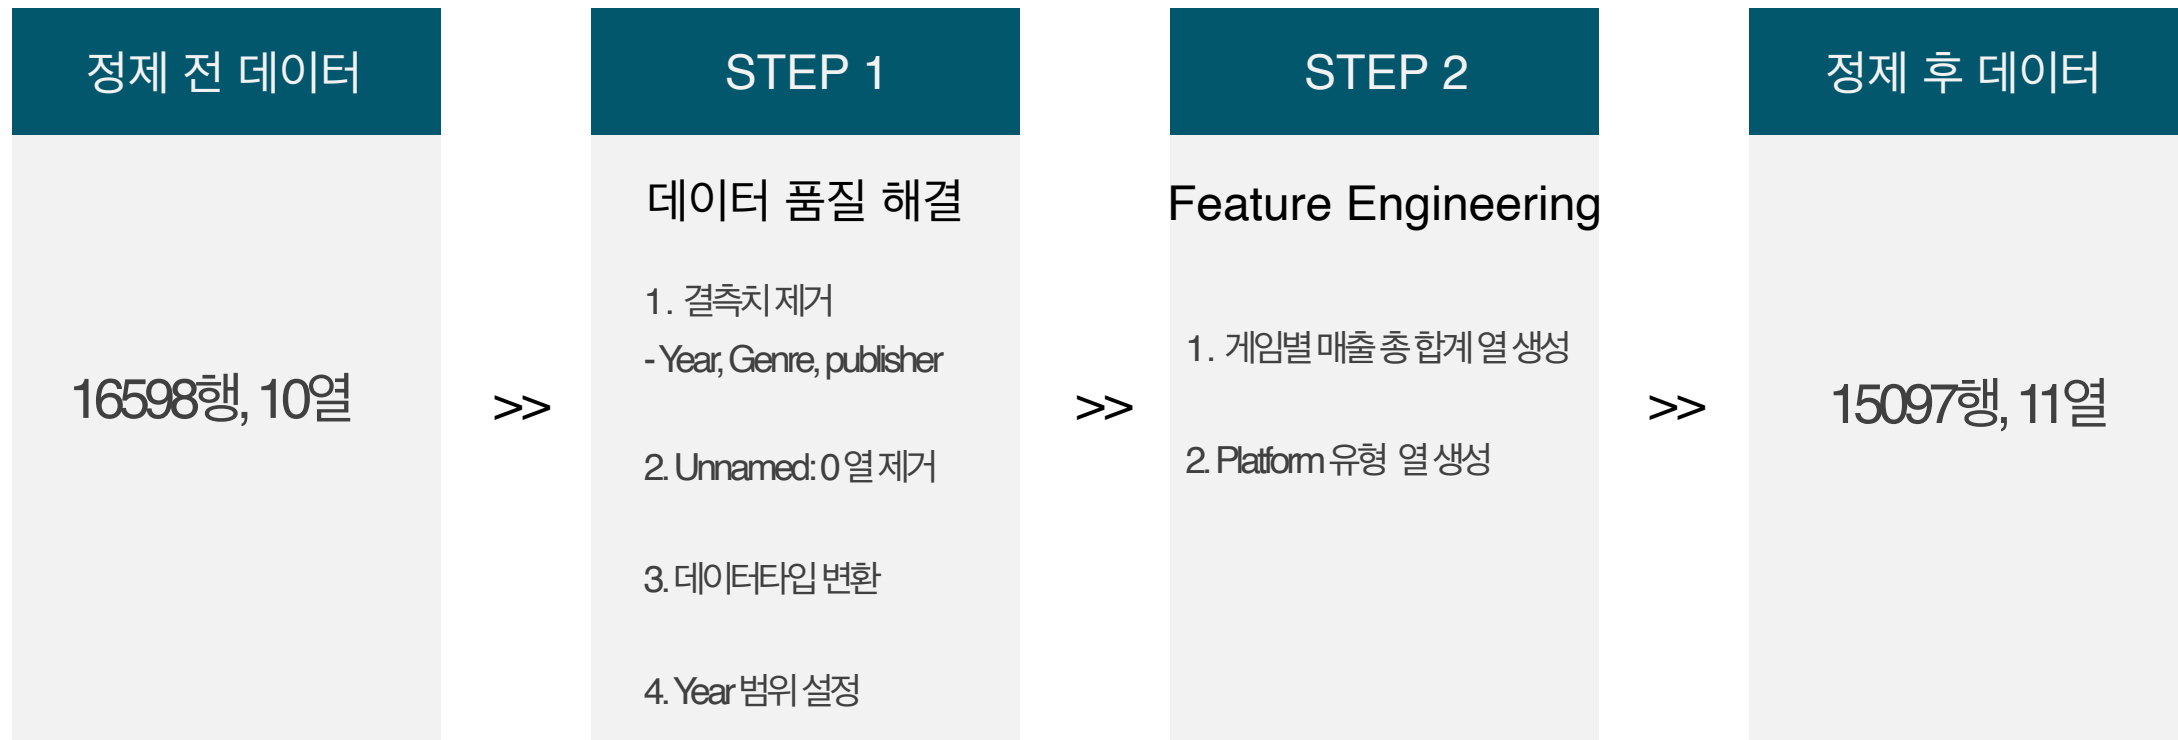 정제 전 데이터
16598행, 10열
>>
STEP 1
데이터 품질 해결
1. 결측치 제거
- Year, Genre, publisher
2. Unnamed: 0 열 제거
3. 데이터타입 변환
4. Year 범위 설정
>>
STEP 2
Feature Engineering
1. 게임별 매출 총 합계 열 생성
2. Platform 유형 열 생성
>>
정제 후 데이터
15097행, 11열